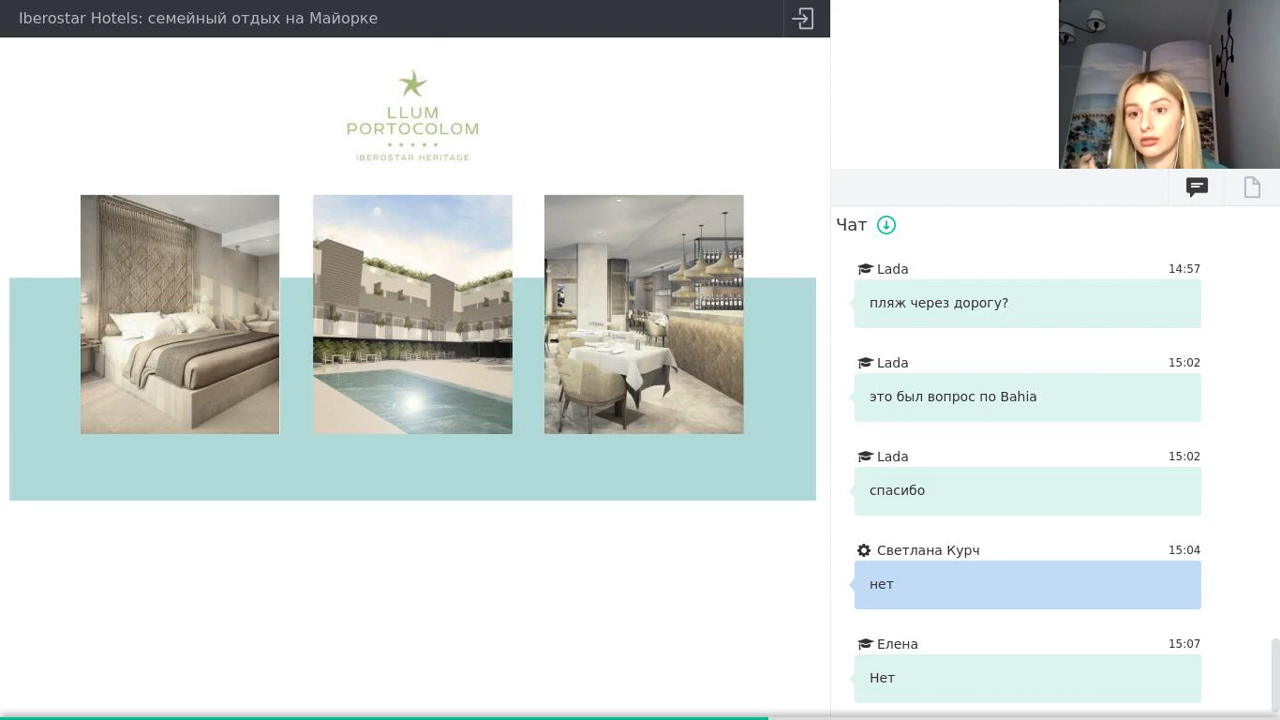 Iberostar Hotels: семейный отдых на Майорке
LLUM
PORTOCOLOM
IBEROSTAR HERITAGE
Чат
Lada 14:57
пляж через дорогу?
Lada 15:02
это был вопрос по Bahia
Lada 15:02
спасибо
Светлана Курч 15:04
нет
Елена 15:07
Нет